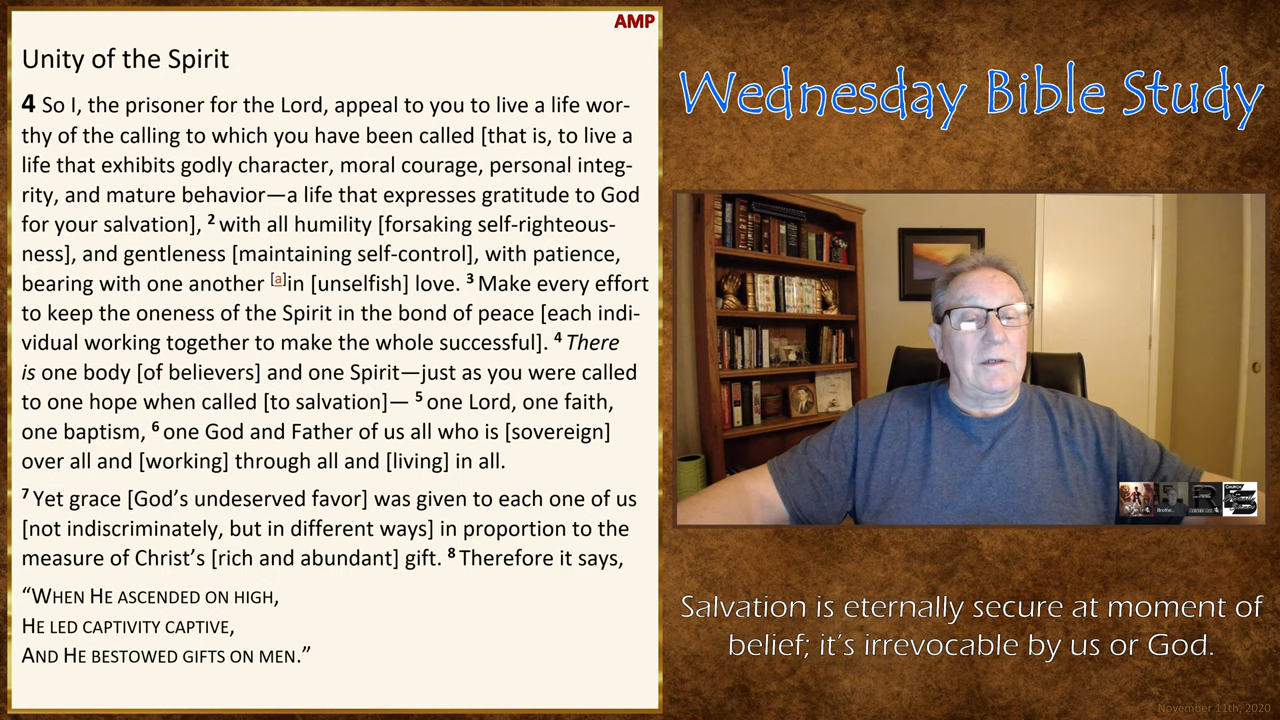 AMP
Unity of the Spirit
4 So I, the prisoner for the Lord, appeal to you to live a life wor-
thy of the calling to which you have been called [that is, to live a
life that exhibits godly character, moral courage, personal integ-
rity, and mature behavior—a life that expresses gratitude to God
for your salvation], 2 with all humility [forsaking self-righteous-
ness], and gentleness [maintaining self-control], with patience,
bearing with one another [a]in [unselfish] love. 3 Make every effort
to keep the oneness of the Spirit in the bond of peace [each indi-
vidual working together to make the whole successful]. 4 There
is one body [of believers] and one Spirit—just as you were called
to one hope when called [to salvation]— 5 one Lord, one faith,
one baptism, 6 one God and Father of us all who is [sovereign]
over all and [working] through all and [living] in all.
7 Yet grace [God’s undeserved favor] was given to each one of us
[not indiscriminately, but in different ways] in proportion to the
measure of Christ’s [rich and abundant] gift. 8 Therefore it says,
“WHEN HE ASCENDED ON HIGH,
HE LED CAPTIVITY CAPTIVE,
AND HE BESTOWED GIFTS ON MEN.”
Wednesday Bible Study
CHURCH
Brothe...
Salvation is eternally secure at moment of
belief; it’s irrevocable by us or God.
November 11th, 2020